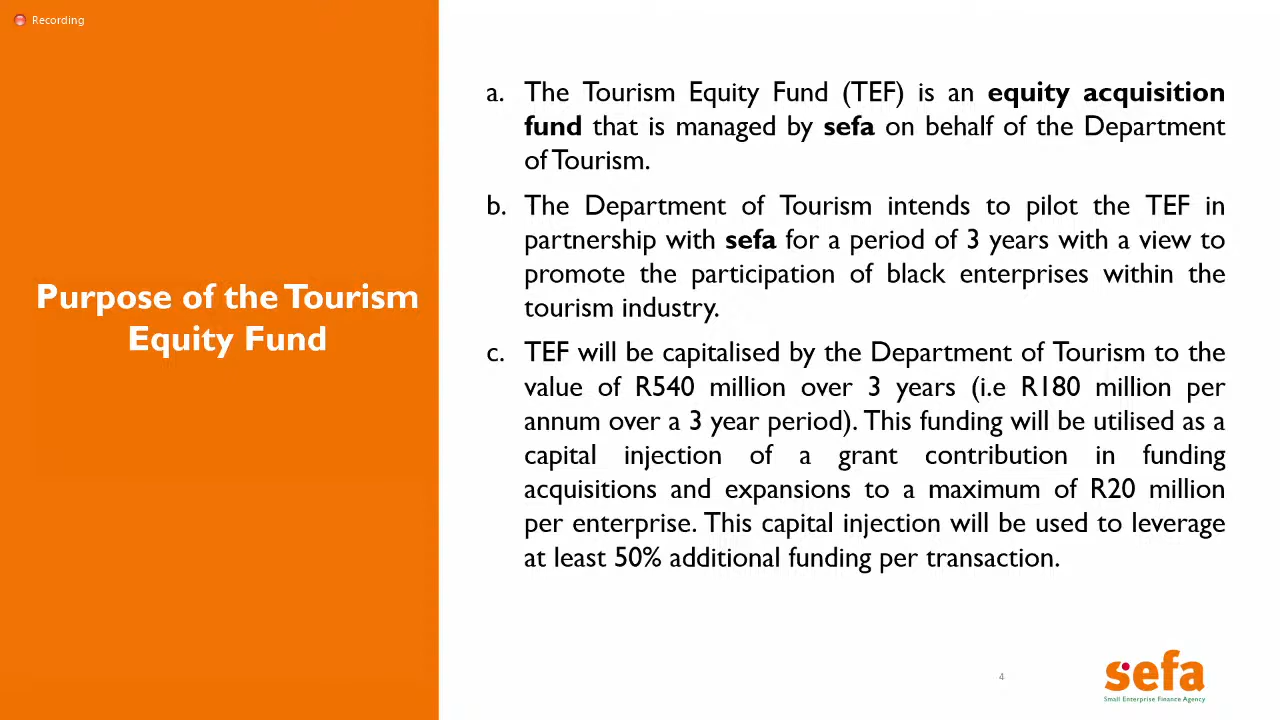 Recording
Purpose of the Tourism
Equity Fund
a. The Tourism Equity Fund (TEF) is an equity acquisition
fund that is managed by sefa on behalf of the Department
of Tourism.
b. The Department of Tourism intends to pilot the TEF in
partnership with sefa for a period of 3 years with a view to
promote the participation of black enterprises within the
tourism industry.
c. TEF will be capitalised by the Department of Tourism to the
value of R540 million over 3 years (i.e R180 million per
annum over a 3 year period). This funding will be utilised as a
capital injection of a grant contribution in funding
acquisitions and expansions to a maximum of R20 million
per enterprise. This capital injection will be used to leverage
at least 50% additional funding per transaction.
4
sefa
Small Enterprise Finance Agency